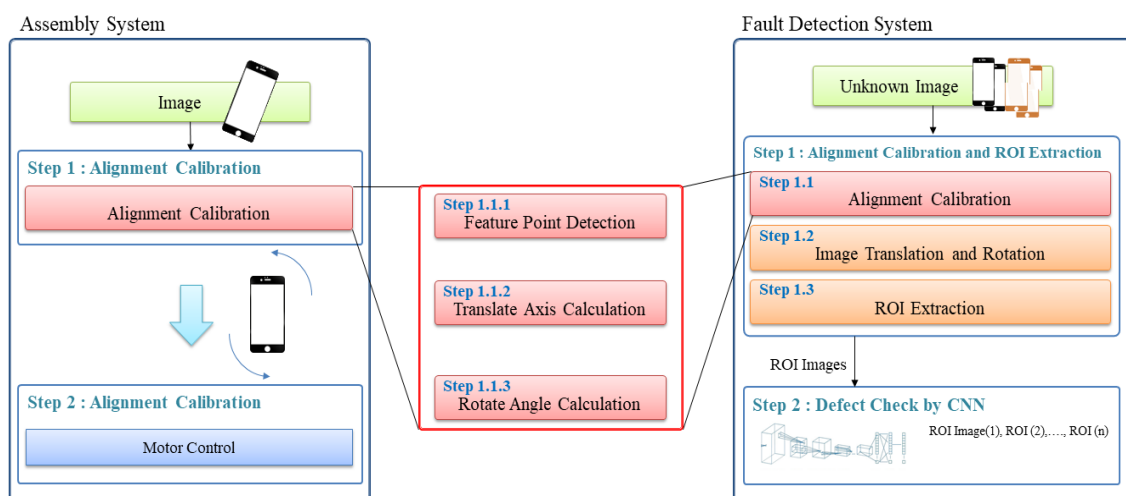 Assembly System
Image
Step 1 : Alignment Calibration
Alignment Calibration
Step 2 : Alignment Calibration
Motor Control
Step 1.1.1
Feature Point Detection
Step 1.1.2
Translate Axis Calculation
Step 1.1.3
Rotate Angle Calculation
Fault Detection System
Unknown Image
Step 1 : Alignment Calibration and ROI Extraction
Step 1.1
Alignment Calibration
Step 1.2
Image Translation and Rotation
Step 1.3
ROI Extraction
ROI Images
Step 2 : Defect Check by CNN
ROI Image(1), ROI (2),…., ROI (n)